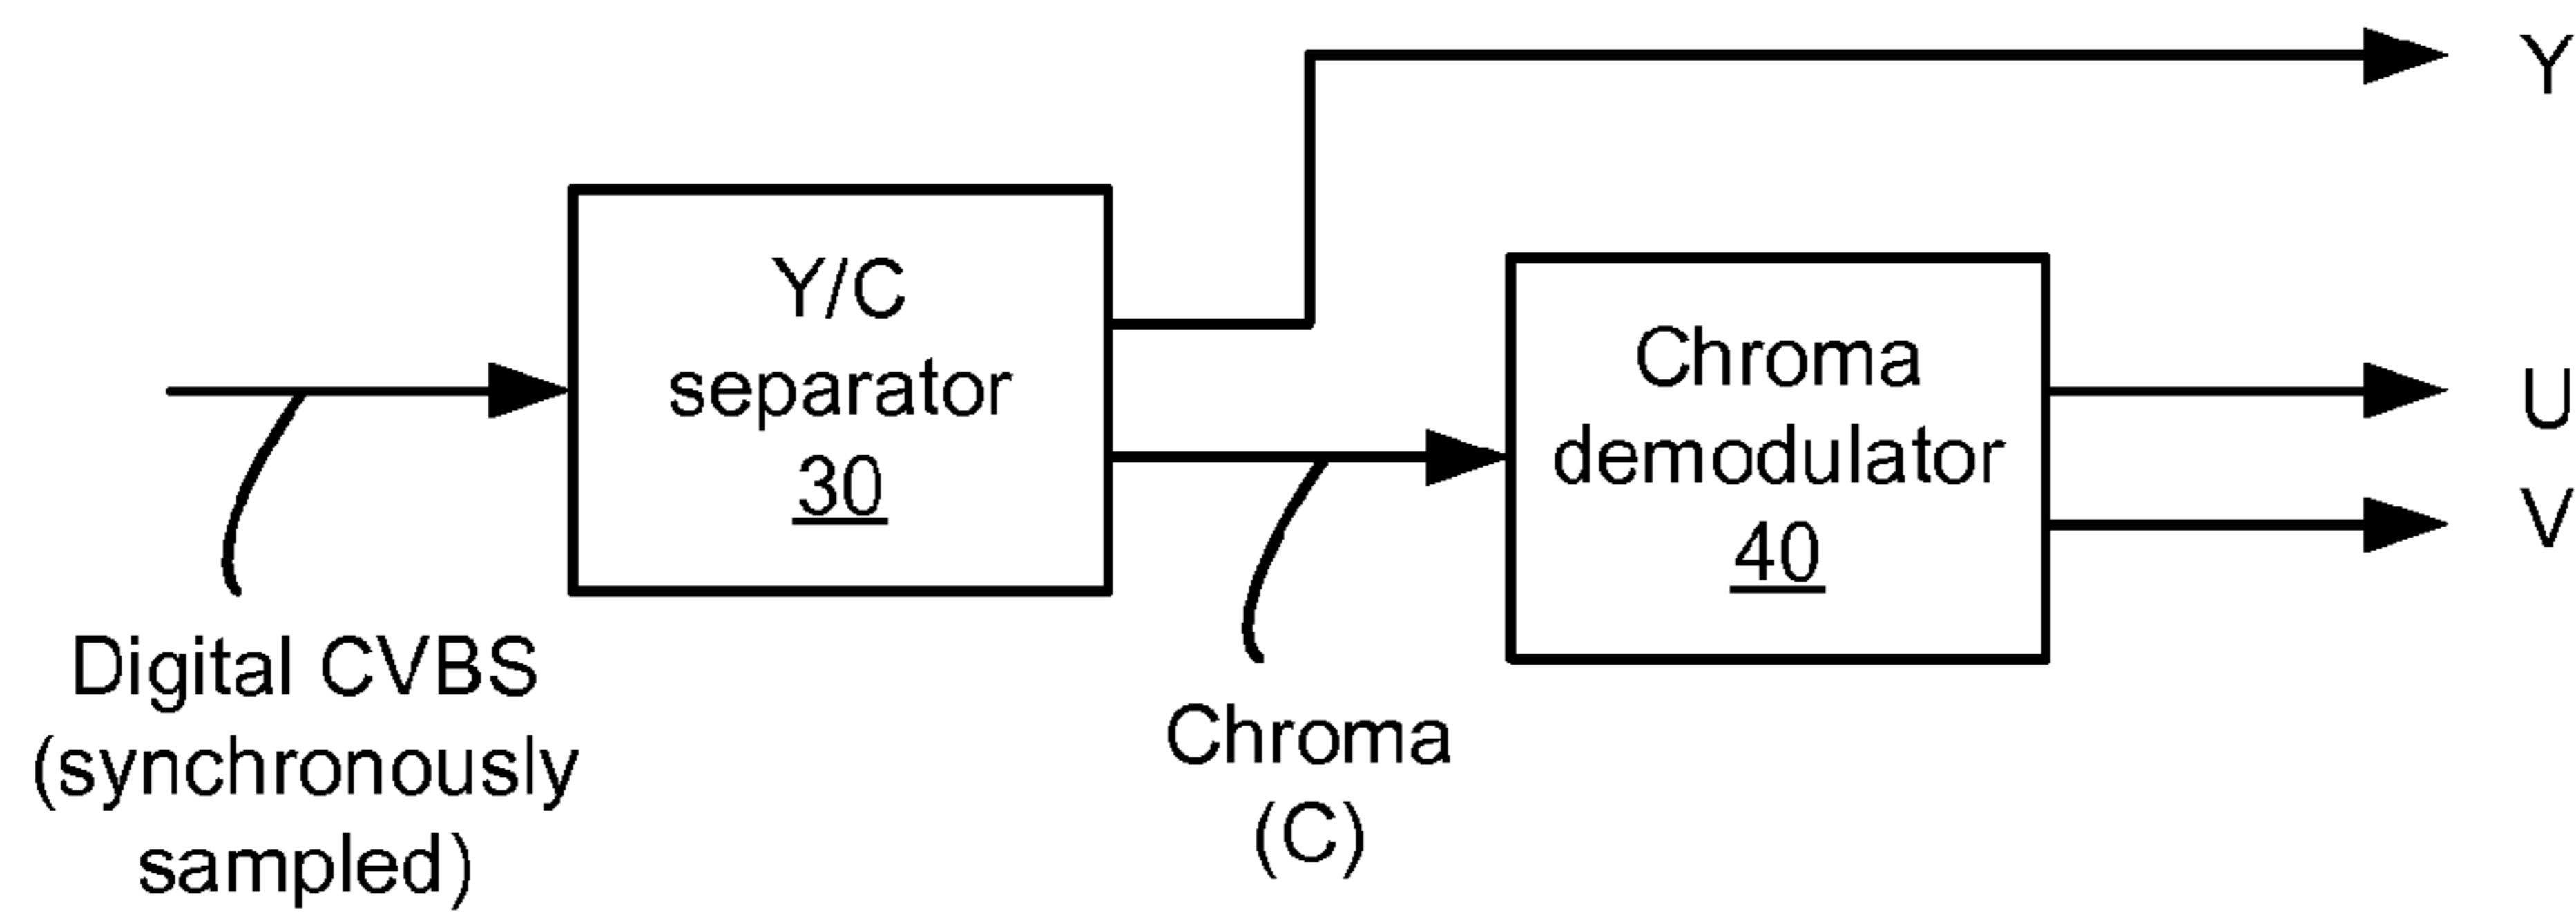 Y
Y/C
separator
30
Chroma
demodulator
40
U
V
Digital CVBS
(synchronously
sampled)
Chroma
(C)